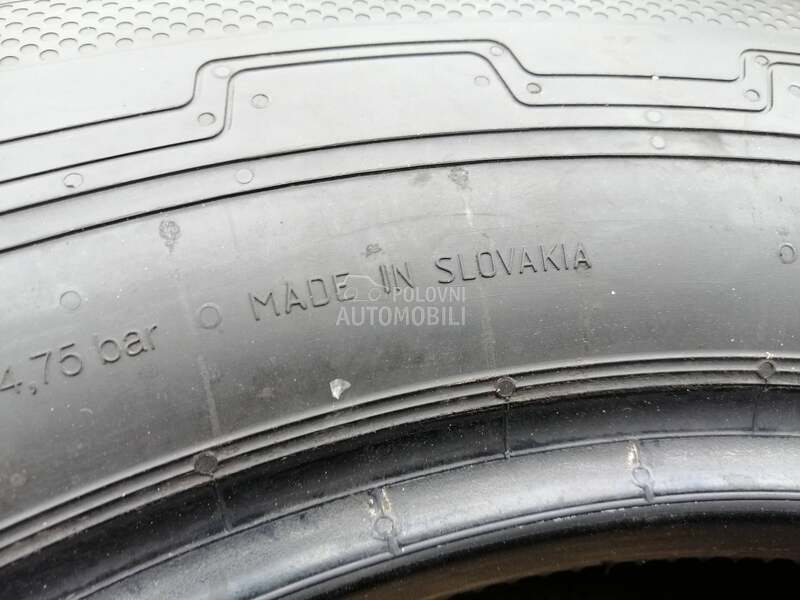 MADE IN SLOVAKIA
4,75 bar
POLOVNI
AUTOMOBILI